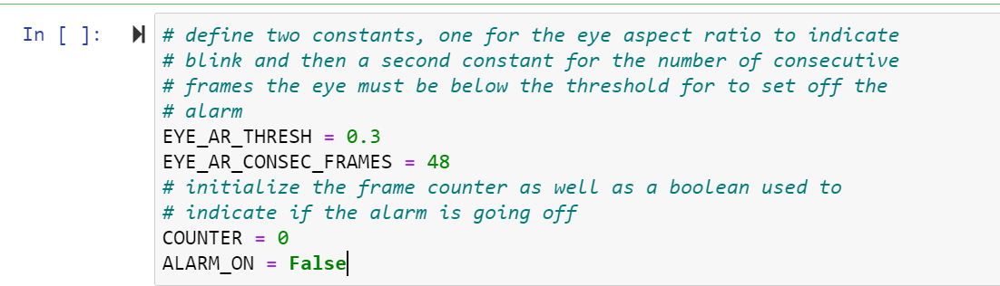 In [ ]:
# define two constants, one for the eye aspect ratio to indicate
# blink and then a second constant for the number of consecutive
# frames the eye must be below the threshold for to set off the
# alarm
EYE_AR_THRESH = 0.3
EYE_AR_CONSEC_FRAMES = 48
# initialize the frame counter as well as a boolean used to
# indicate if the alarm is going off
COUNTER = 0
ALARM_ON = False